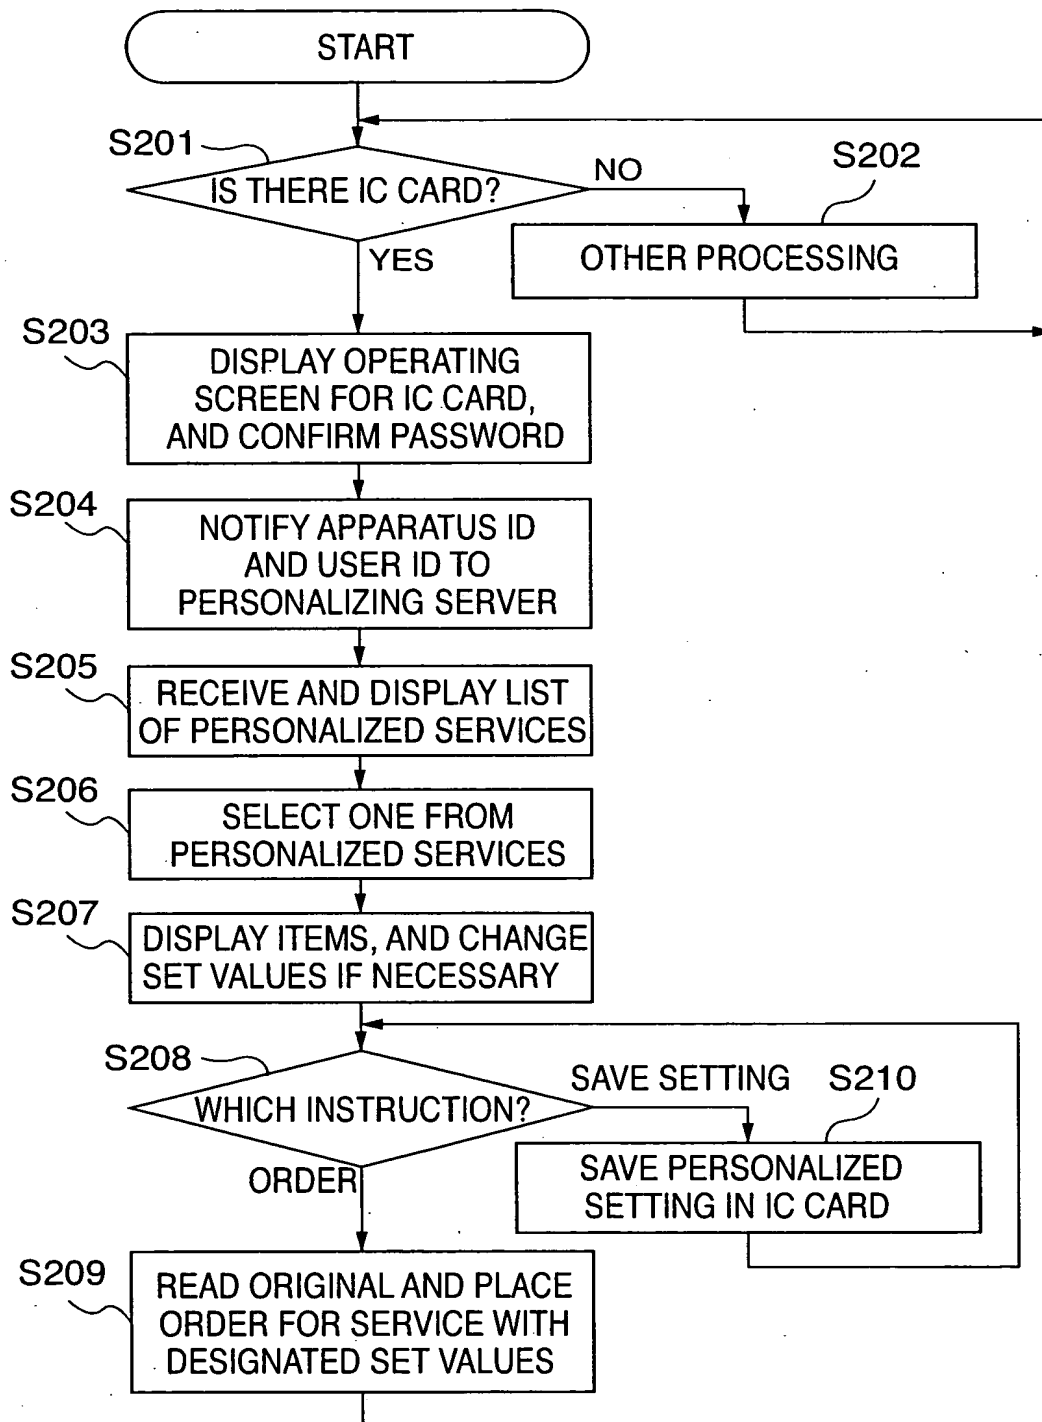 START
S201
IS THERE IC CARD?
NO
S202
YES
OTHER PROCESSING
S203
DISPLAY OPERATING
SCREEN FOR IC CARD,
AND CONFIRM PASSWORD
S204
NOTIFY APPARATUS ID
AND USER ID TO
PERSONALIZING SERVER
S205
RECEIVE AND DISPLAY LIST
OF PERSONALIZED SERVICES
S206
SELECT ONE FROM
PERSONALIZED SERVICES
S207
DISPLAY ITEMS, AND CHANGE
SET VALUES IF NECESSARY
S208
WHICH INSTRUCTION?
SAVE SETTING
S210
ORDER
SAVE PERSONALIZED
SETTING IN IC CARD
S209
READ ORIGINAL AND PLACE
ORDER FOR SERVICE WITH
DESIGNATED SET VALUES